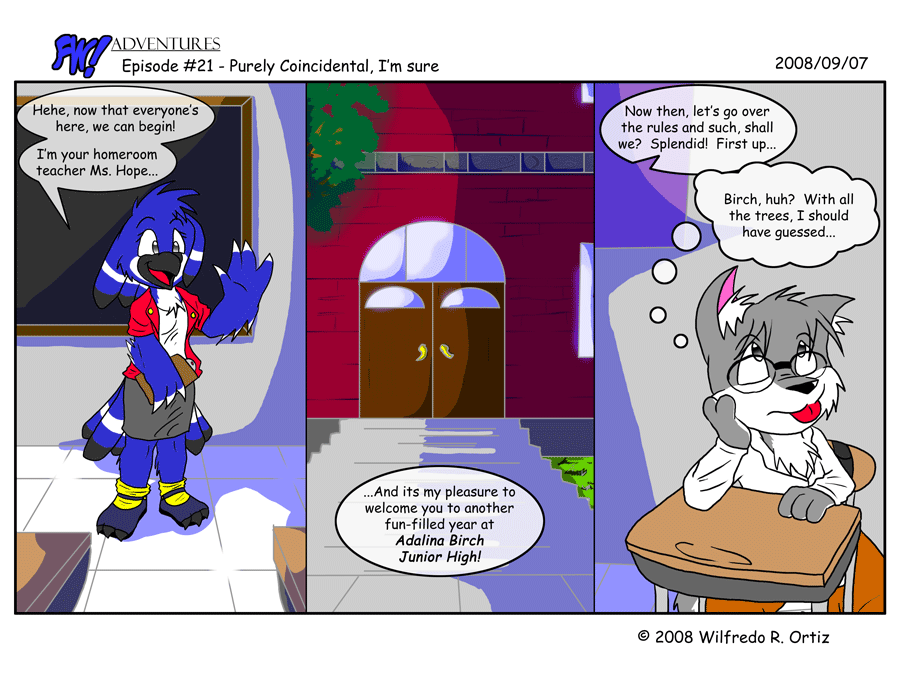 FW! ADVENTURES
Episode #21 - Purely Coincidental, I'm sure
2008/09/07
Hehe, now that everyone's
here, we can begin!
I'm your homeroom
teacher Ms. Hope...
...And its my pleasure to
welcome you to another
fun-filled year at
Adalina Birch
Junior High!
Now then, let's go over
the rules and such, shall
we? Splendid! First up...
Birch, huh? With all
the trees, I should
have guessed...
© 2008 Wilfredo R. Ortiz